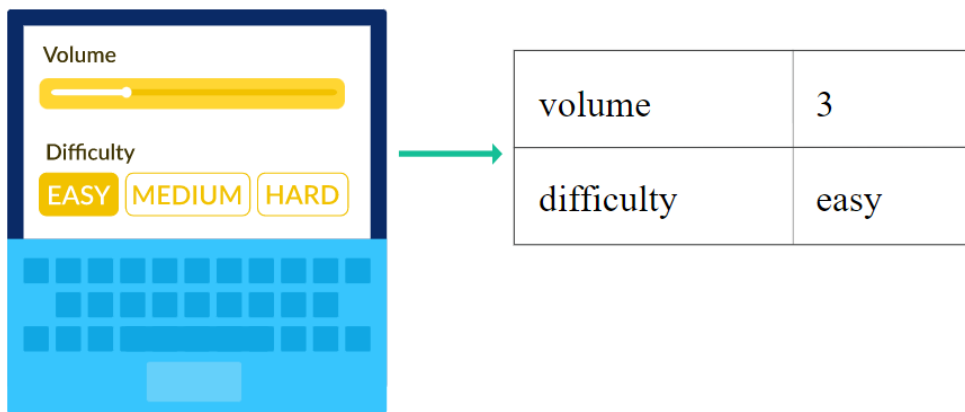 Volume
Difficulty
EASY MEDIUM HARD
volume 3
difficulty easy